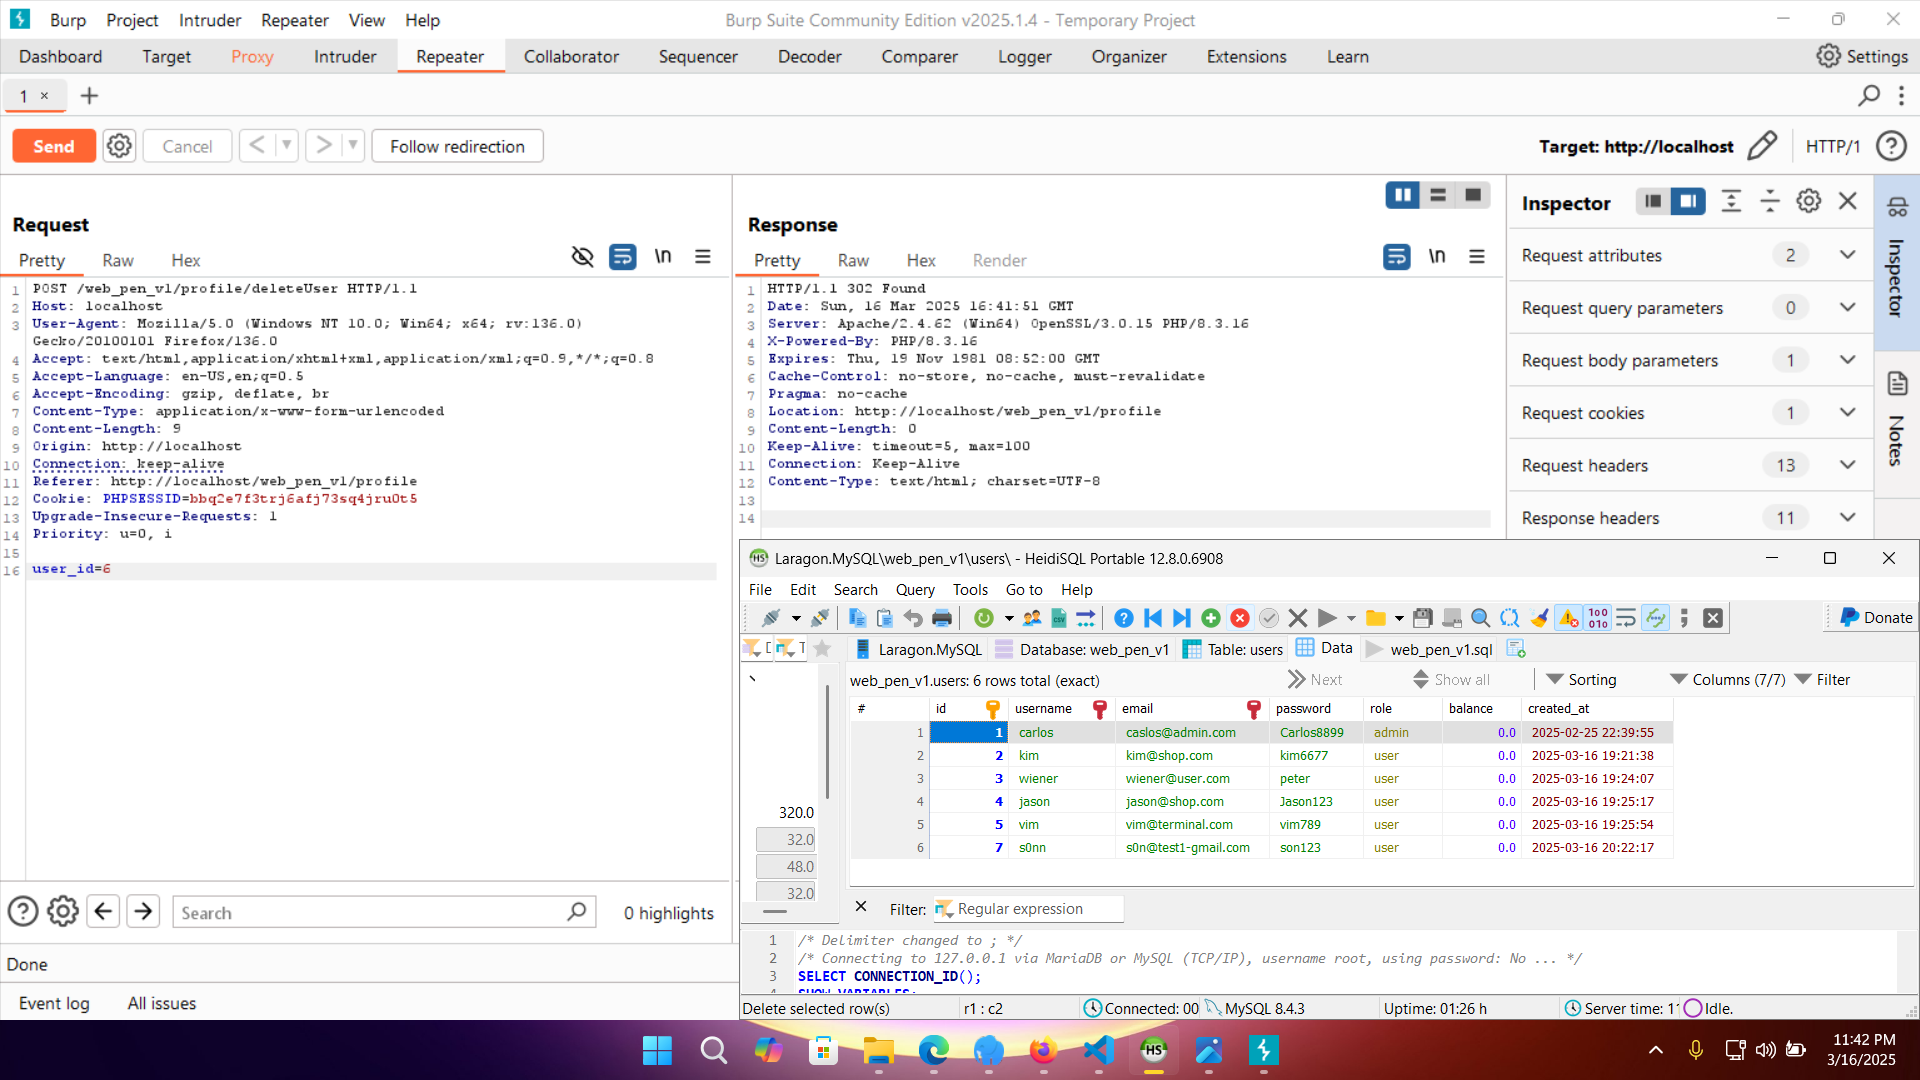 Burp Project Intruder Repeater View Help
Burp Suite Community Edition v2025.1.4 - Temporary Project
Dashboard Target Proxy Intruder Repeater Collaborator Sequencer Decoder Comparer Logger Organizer Extensions Learn Settings
1 × +
Send Cancel < > Follow redirection
Target: http://localhost HTTP/1
Request
Pretty Raw Hex \n
1 POST /web_pen_v1/profile/deleteUser HTTP/1.1
2 Host: localhost
3 User-Agent: Mozilla/5.0 (Windows NT 10.0; Win64; x64; rv:136.0)
Gecko/20100101 Firefox/136.0
4 Accept: text/html,application/xhtml+xml,application/xml;q=0.9,*/*;q=0.8
5 Accept-Language: en-US,en;q=0.5
6 Accept-Encoding: gzip, deflate, br
7 Content-Type: application/x-www-form-urlencoded
8 Content-Length: 9
9 Origin: http://localhost
10 Connection: keep-alive
11 Referer: http://localhost/web_pen_v1/profile
12 Cookie: PHPSESSID=bbq2e7f3trj6afj73sq4jru0t5
13 Upgrade-Insecure-Requests: 1
14 Priority: u=0, i
15
16 user_id=6
Search
0 highlights
Done
Event log All issues
Response
Pretty Raw Hex Render \n
1 HTTP/1.1 302 Found
2 Date: Sun, 16 Mar 2025 16:41:51 GMT
3 Server: Apache/2.4.62 (Win64) OpenSSL/3.0.15 PHP/8.3.16
4 X-Powered-By: PHP/8.3.16
5 Expires: Thu, 19 Nov 1981 08:52:00 GMT
6 Cache-Control: no-store, no-cache, must-revalidate
7 Pragma: no-cache
8 Location: http://localhost/web_pen_v1/profile
9 Content-Length: 0
10 Keep-Alive: timeout=5, max=100
11 Connection: Keep-Alive
12 Content-Type: text/html; charset=UTF-8
13
14
Inspector
Request attributes 2
Request query parameters 0
Request body parameters 1
Request cookies 1
Request headers 13
Response headers 11
Inspector
Notes
HS Laragon.MySQL\web_pen_v1\users\ - HeidiSQL Portable 12.8.0.6908
File Edit Search Query Tools Go to Help
Donate
Laragon.MySQL Database: web_pen_v1 Table: users Data web_pen_v1.sql
web_pen_v1.users: 6 rows total (exact) Next Show all Sorting Columns (7/7) Filter
# id username email password role balance created_at
1 1 carlos caslos@admin.com Carlos8899 admin 0.0 2025-02-25 22:39:55
2 2 kim kim@shop.com kim6677 user 0.0 2025-03-16 19:21:38
3 3 wiener wiener@user.com peter user 0.0 2025-03-16 19:24:07
4 4 jason jason@shop.com Jason123 user 0.0 2025-03-16 19:25:17
5 5 vim vim@terminal.com vim789 user 0.0 2025-03-16 19:25:54
6 7 s0nn s0n@test1-gmail.com son123 user 0.0 2025-03-16 20:22:17
320.0
32.0
48.0
32.0
Filter: Regular expression
1 /* Delimiter changed to ; */
2 /* Connecting to 127.0.0.1 via MariaDB or MySQL (TCP/IP), username root, using password: No ... */
3 SELECT CONNECTION_ID();
4 SHOW VARIABLES;
Delete selected row(s) r1 : c2 Connected: 00 MySQL 8.4.3 Uptime: 01:26 h Server time: 1 Idle.
HS
11:42 PM
3/16/2025